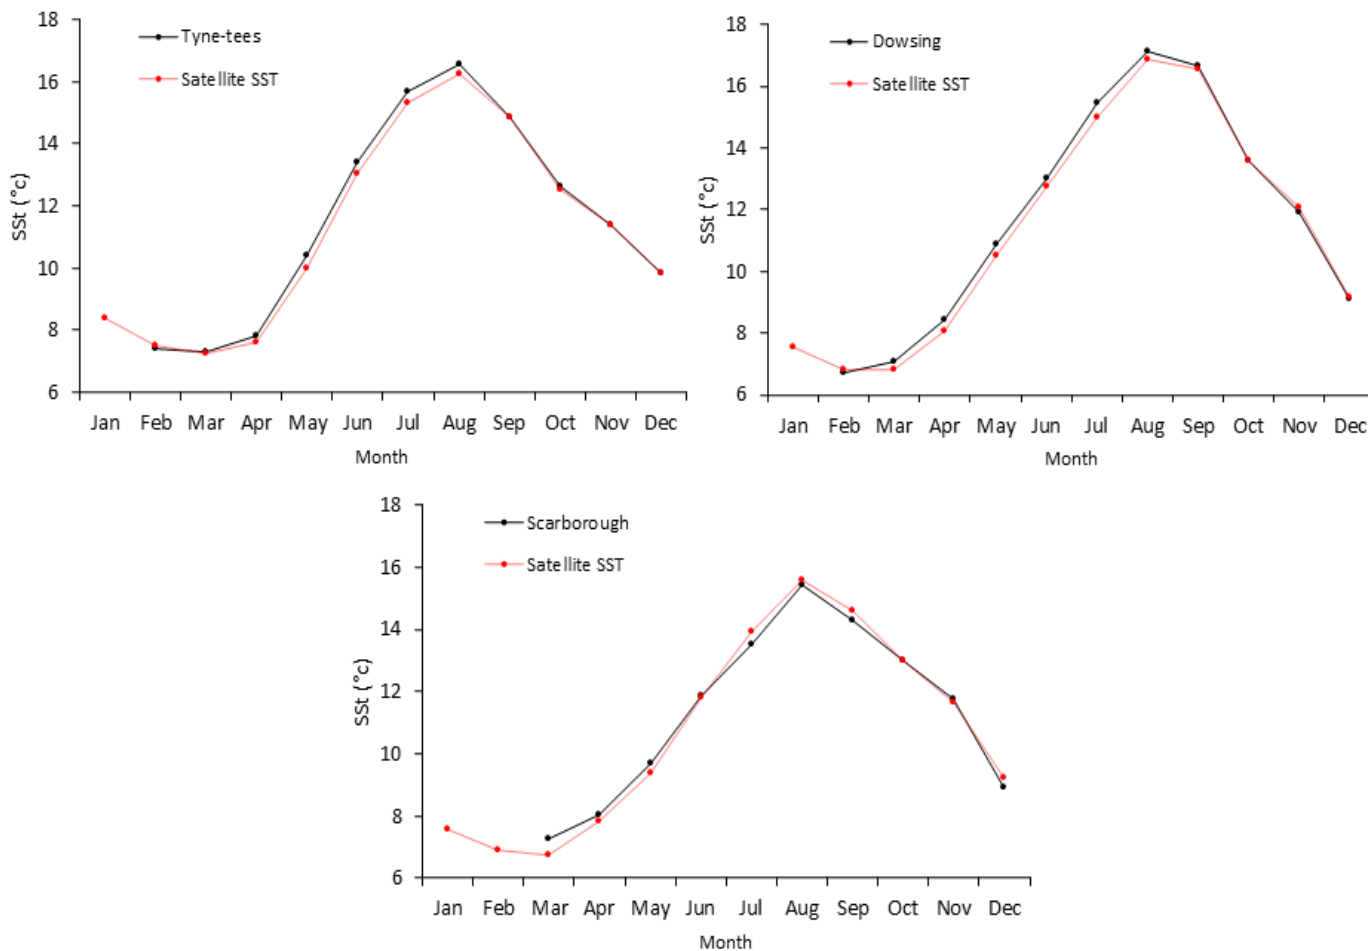 18
16
14
12
10
8
6
SSt (°c)
Tyne-tees
Satellite SST
Jan Feb Mar Apr May Jun Jul Aug Sep Oct Nov Dec
Month
18
16
14
12
10
8
6
SSt (°c)
Dowsing
Satellite SST
Jan Feb Mar Apr May Jun Jul Aug Sep Oct Nov Dec
Month
18
16
14
12
10
8
6
SSt (°c)
Scarborough
Satellite SST
Jan Feb Mar Apr May Jun Jul Aug Sep Oct Nov Dec
Month